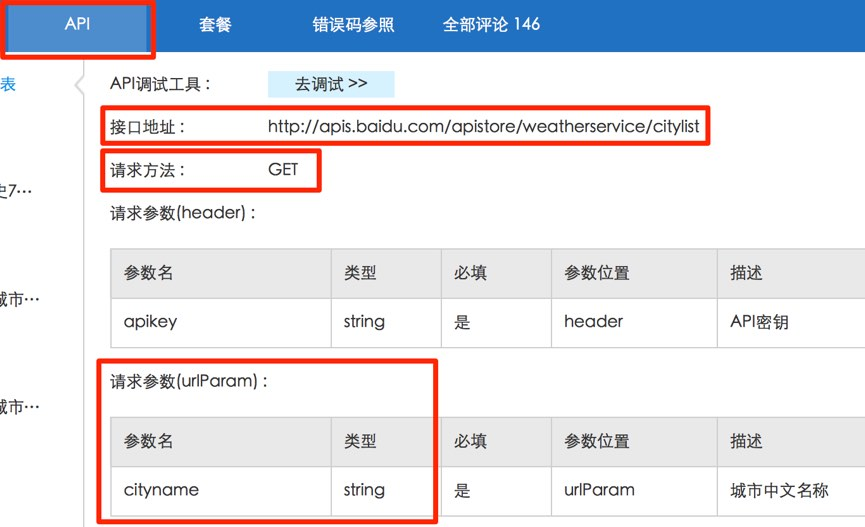 API 套餐 错误码参照 全部评论 146
表 API调试工具： 去调试 >>
接口地址： http://apis.baidu.com/apistore/weatherservice/citylist
请求方法： GET
7…
请求参数(header)：
参数名 类型 必填 参数位置 描述
城市…
apikey string 是 header API密钥
请求参数(urlParam)：
城市…
参数名 类型 必填 参数位置 描述
cityname string 是 urlParam 城市中文名称